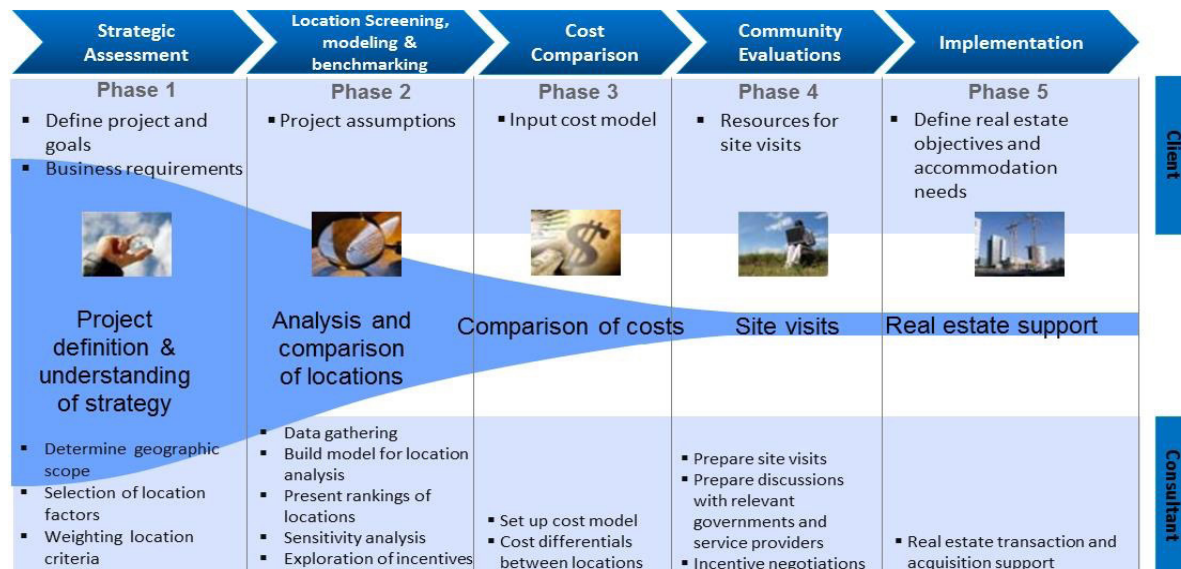 Strategic
Assessment
Location Screening,
modeling &
benchmarking
Cost
Comparison
Community
Evaluations
Implementation
Phase 1
Phase 2
Phase 3
Phase 4
Phase 5
▪ Define project and
goals
▪ Business requirements
▪ Project assumptions
▪ Input cost model
▪ Resources for
site visits
▪ Define real estate
objectives and
accommodation
needs
Client
Project
definition &
understanding
of strategy
Analysis and
comparison
of locations
Comparison of costs
Site visits
Real estate support
▪ Determine geographic
scope
▪ Selection of location
factors
▪ Weighting location
criteria
▪ Data gathering
▪ Build model for location
analysis
▪ Present rankings of
locations
▪ Sensitivity analysis
▪ Exploration of incentives
▪ Set up cost model
▪ Cost differentials
between locations
▪ Prepare site visits
▪ Prepare discussions
with relevant
governments and
service providers
▪ Incentive negotiations
▪ Real estate transaction and
acquisition support
Consultant